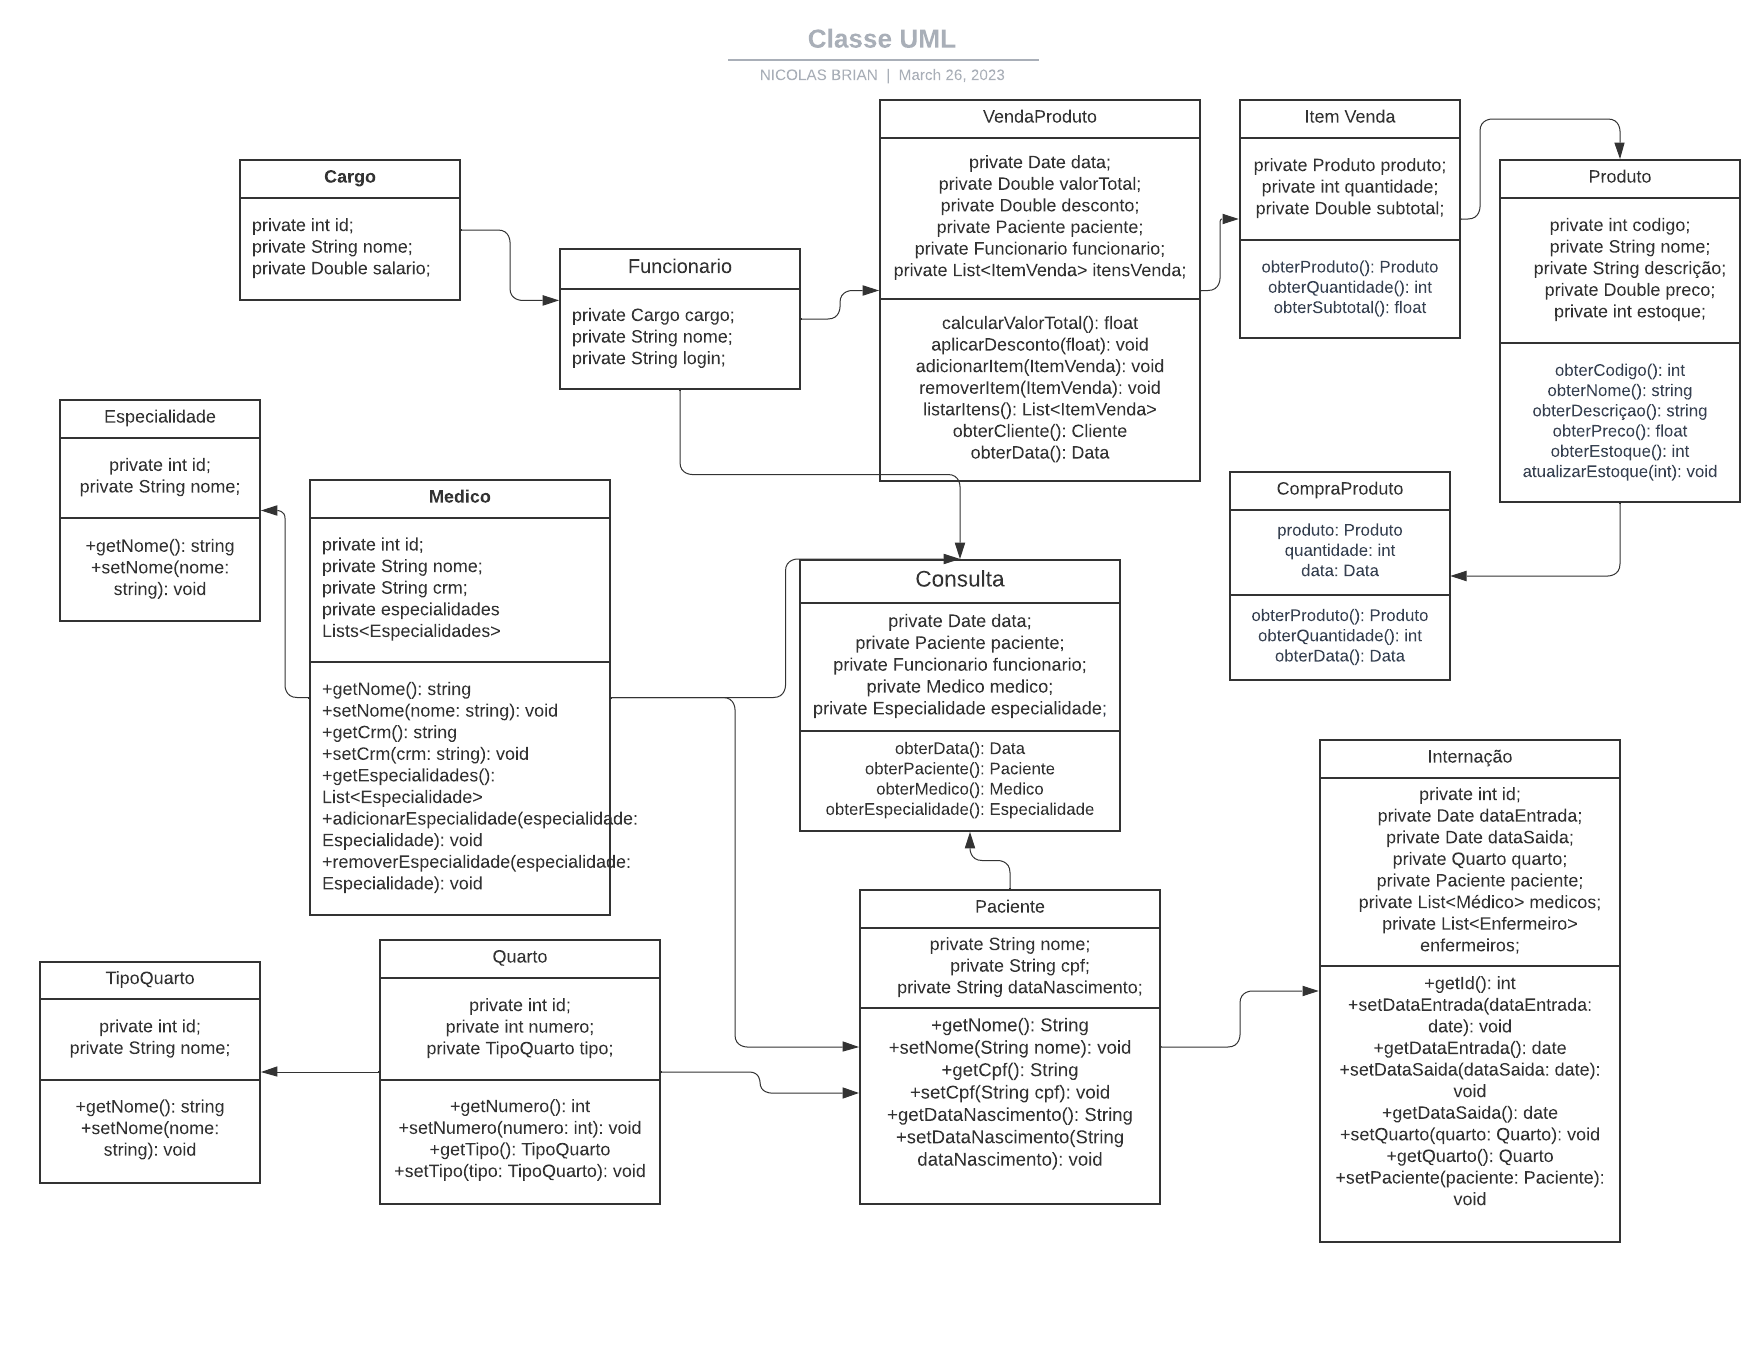 Classe UML
NICOLAS BRIAN | March 26, 2023
Cargo
private int id;
private String nome;
private Double salario;
Funcionario
private Cargo cargo;
private String nome;
private String login;
VendaProduto
private Date data;
private Double valorTotal;
private Double desconto;
private Paciente paciente;
private Funcionario funcionario;
private List<ItemVenda> itensVenda;
calcularValorTotal(): float
aplicarDesconto(float): void
adicionarItem(ItemVenda): void
removerItem(ItemVenda): void
listarItens(): List<ItemVenda>
obterCliente(): Cliente
obterData(): Data
Item Venda
private Produto produto;
private int quantidade;
private Double subtotal;
obterProduto(): Produto
obterQuantidade(): int
obterSubtotal(): float
Produto
private int codigo;
private String nome;
private String descrição;
private Double preco;
private int estoque;
obterCodigo(): int
obterNome(): string
obterDescriçao(): string
obterPreco(): float
obterEstoque(): int
atualizarEstoque(int): void
Especialidade
private int id;
private String nome;
+getNome(): string
+setNome(nome:
string): void
Medico
private int id;
private String nome;
private String crm;
private especialidades
Lists<Especialidades>
+getNome(): string
+setNome(nome: string): void
+getCrm(): string
+setCrm(crm: string): void
+getEspecialidades():
List<Especialidade>
+adicionarEspecialidade(especialidade:
Especialidade): void
+removerEspecialidade(especialidade:
Especialidade): void
CompraProduto
produto: Produto
quantidade: int
data: Data
obterProduto(): Produto
obterQuantidade(): int
obterData(): Data
Consulta
private Date data;
private Paciente paciente;
private Funcionario funcionario;
private Medico medico;
private Especialidade especialidade;
obterData(): Data
obterPaciente(): Paciente
obterMedico(): Medico
obterEspecialidade(): Especialidade
Internação
private int id;
private Date dataEntrada;
private Date dataSaida;
private Quarto quarto;
private Paciente paciente;
private List<Médico> medicos;
private List<Enfermeiro>
enfermeiros;
+getId(): int
+setDataEntrada(dataEntrada:
date): void
+getDataEntrada(): date
+setDataSaida(dataSaida: date):
void
+getDataSaida(): date
+setQuarto(quarto: Quarto): void
+getQuarto(): Quarto
+setPaciente(paciente: Paciente):
void
Paciente
private String nome;
private String cpf;
private String dataNascimento;
+getNome(): String
+setNome(String nome): void
+getCpf(): String
+setCpf(String cpf): void
+getDataNascimento(): String
+setDataNascimento(String
dataNascimento): void
TipoQuarto
private int id;
private String nome;
+getNome(): string
+setNome(nome:
string): void
Quarto
private int id;
private int numero;
private TipoQuarto tipo;
+getNumero(): int
+setNumero(numero: int): void
+getTipo(): TipoQuarto
+setTipo(tipo: TipoQuarto): void